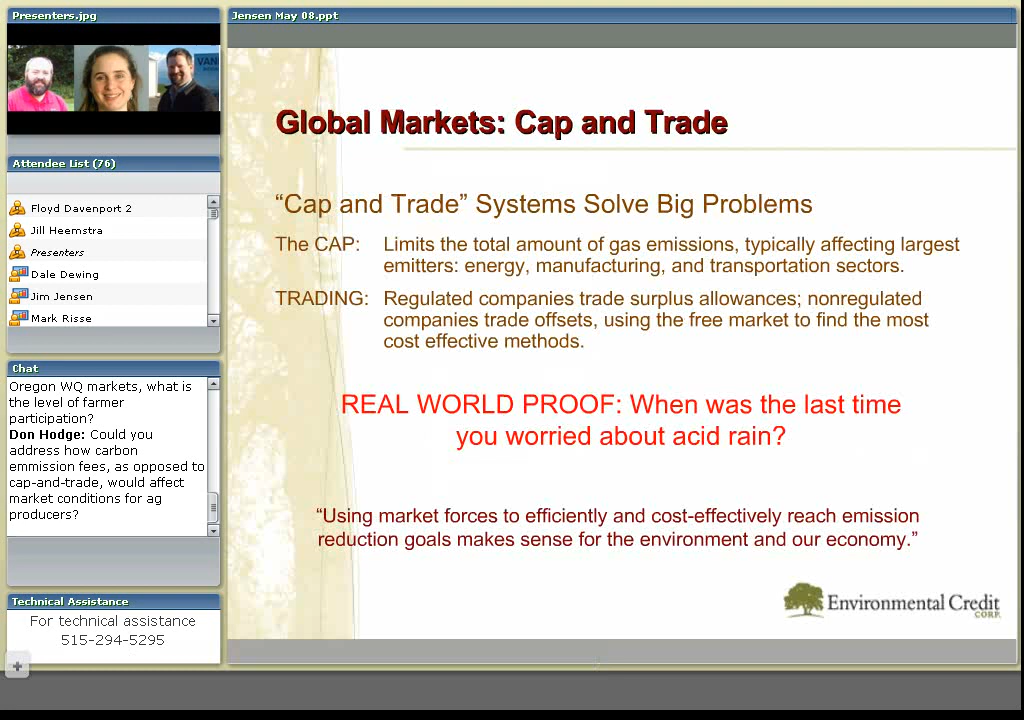 Presenters.jpg
Attendee List (76)
Floyd Davenport 2
Jill Heemstra
Presenters
Dale Dewing
Jim Jensen
Mark Risse
Chat
Oregon WQ markets, what is
the level of farmer
participation?
Don Hodge: Could you
address how carbon
emmission fees, as opposed to
cap-and-trade, would affect
market conditions for ag
producers?
Technical Assistance
For technical assistance
515-294-5295
Jensen May 08.ppt
Global Markets: Cap and Trade
“Cap and Trade” Systems Solve Big Problems
The CAP: Limits the total amount of gas emissions, typically affecting largest
emitters: energy, manufacturing, and transportation sectors.
TRADING: Regulated companies trade surplus allowances; nonregulated
companies trade offsets, using the free market to find the most
cost effective methods.
REAL WORLD PROOF: When was the last time
you worried about acid rain?
“Using market forces to efficiently and cost-effectively reach emission
reduction goals makes sense for the environment and our economy.”
Environmental Credit
CORP.